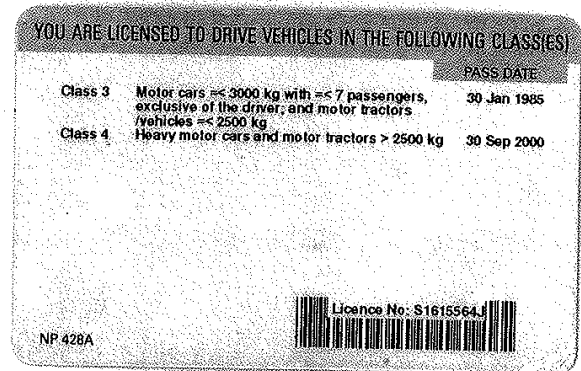 YOU ARE LICENSED TO DRIVE VEHICLES IN THE FOLLOWING CLASS(ES)
PASS DATE
Class 3 Motor cars =< 3000 kg with =< 7 passengers, 30 Jan 1985
exclusive of the driver; and motor tractors
/vehicles =< 2500 kg
Class 4 Heavy motor cars and motor tractors > 2500 kg 30 Sep 2000
Licence No: S1615564J
NP 428A